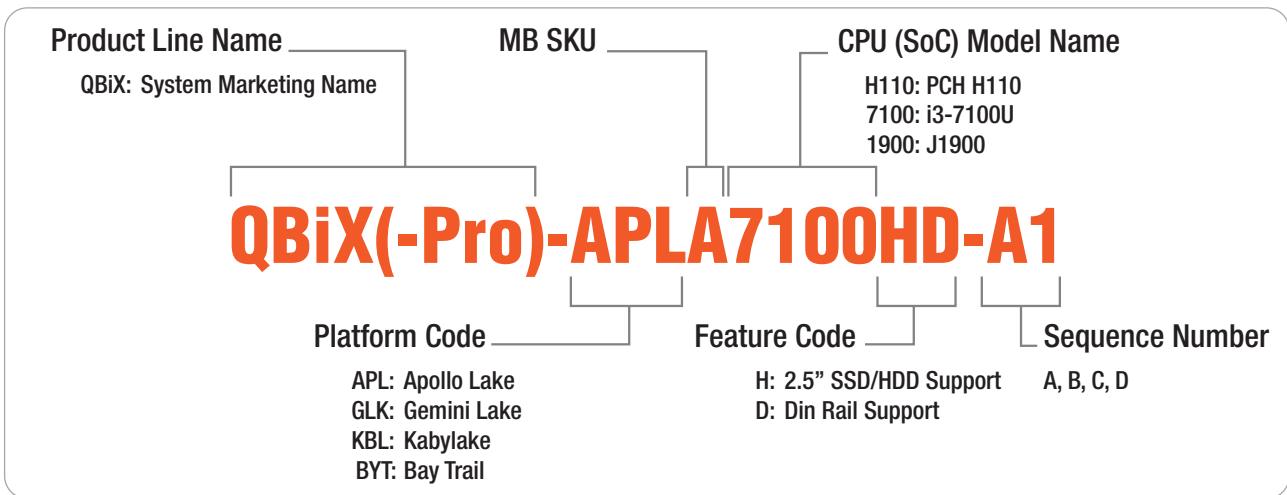 Product Line Name
QBiX: System Marketing Name
MB SKU
CPU (SoC) Model Name
H110: PCH H110
7100: i3-7100U
1900: J1900
QBiX(-Pro)-APLA7100HD-A1
Platform Code
APL: Apollo Lake
GLK: Gemini Lake
KBL: Kabylake
BYT: Bay Trail
Feature Code
H: 2.5” SSD/HDD Support
D: Din Rail Support
Sequence Number
A, B, C, D